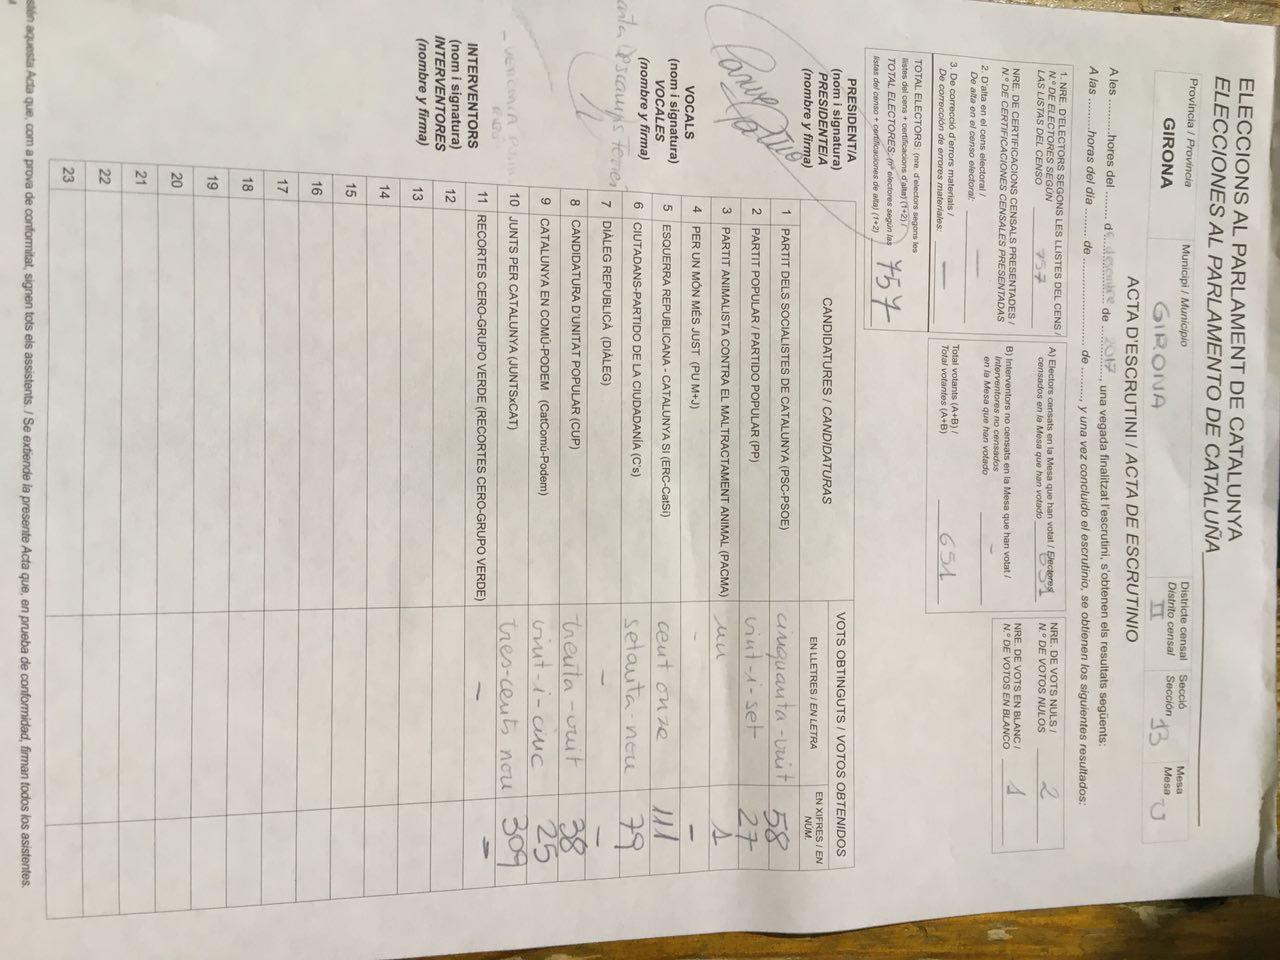 ELECCIONS AL PARLAMENT DE CATALUNYA
ELECCIONES AL PARLAMENTO DE CATALUÑA
Província / Provincia
GIRONA
Municipi / Municipio
GIRONA
Districte censal
Distrito censal
II
Secció
Sección
13
Mesa
Mesa
U
ACTA D'ESCRUTINI / ACTA DE ESCRUTINIO
A les ..........hores del ........ de desembre de 2017, una vegada finalitzat l'escrutini, s'obtenen els resultats següents:
A las ..........horas del día ........ de ...................... de ........, y una vez concluido el escrutinio, se obtienen los siguientes resultados:
1. NRE. D'ELECTORS SEGONS LES LLISTES DEL CENS /
N.º DE ELECTORES SEGÚN
LAS LISTAS DEL CENSO 757
NRE. DE CERTIFICACIONS CENSALS PRESENTADES /
N.º DE CERTIFICACIONES CENSALES PRESENTADAS
2. D'alta en el cens electoral /
De alta en el censo electoral: —
3. De correcció d'errors materials /
De corrección de errores materiales: —
TOTAL ELECTORS: (nre. d'electors segons les
llistes del cens + certificacions d'alta) (1+2) /
TOTAL ELECTORES: (nº electores según las
listas del censo + certificaciones de alta) (1+2)
757
A) Electors censats en la Mesa que han votat / Electores
censados en la Mesa que han votado 651
B) Interventors no censats en la Mesa que han votat /
Interventores no censados
en la Mesa que han votado -
Total votants (A+B) /
Total votantes (A+B) 651
NRE. DE VOTS NULS /
N.º DE VOTOS NULOS 2
NRE. DE VOTS EN BLANC /
N.º DE VOTOS EN BLANCO 1
PRESIDENT/A
(nom i signatura)
PRESIDENTE/A
(nombre y firma)
VOCALS
(nom i signatura)
VOCALES
(nombre y firma)
INTERVENTORS
(nom i signatura)
INTERVENTORES
(nombre y firma)
CANDIDATURES / CANDIDATURAS
VOTS OBTINGUTS / VOTOS OBTENIDOS
EN LLETRES / EN LETRA
EN XIFRES / EN NÚM.
1 PARTIT DELS SOCIALISTES DE CATALUNYA (PSC-PSOE) cinquanta-vuit 58
2 PARTIT POPULAR / PARTIDO POPULAR (PP) vint-i-set 27
3 PARTIT ANIMALISTA CONTRA EL MALTRACTAMENT ANIMAL (PACMA) un 1
4 PER UN MÓN MÉS JUST (PU M+J) - -
5 ESQUERRA REPUBLICANA - CATALUNYA SI (ERC-CatSí) cent onze 111
6 CIUTADANS-PARTIDO DE LA CIUDADANÍA (C's) setanta-nou 79
7 DIÀLEG REPUBLICÀ (DIÀLEG) - -
8 CANDIDATURA D'UNITAT POPULAR (CUP) trenta-vuit 38
9 CATALUNYA EN COMÚ-PODEM (CatComú-Podem) vint-i-cinc 25
10 JUNTS PER CATALUNYA (JUNTSxCAT) tres-cents nou 309
11 RECORTES CERO-GRUPO VERDE (RECORTES CERO-GRUPO VERDE) - -
12
13
14
15
16
17
18
19
20
21
22
23
aquesta Acta que, com a prova de conformitat, signen tots els assistents. / Se extiende la presente Acta que, en prueba de conformidad, firman todos los asistentes.